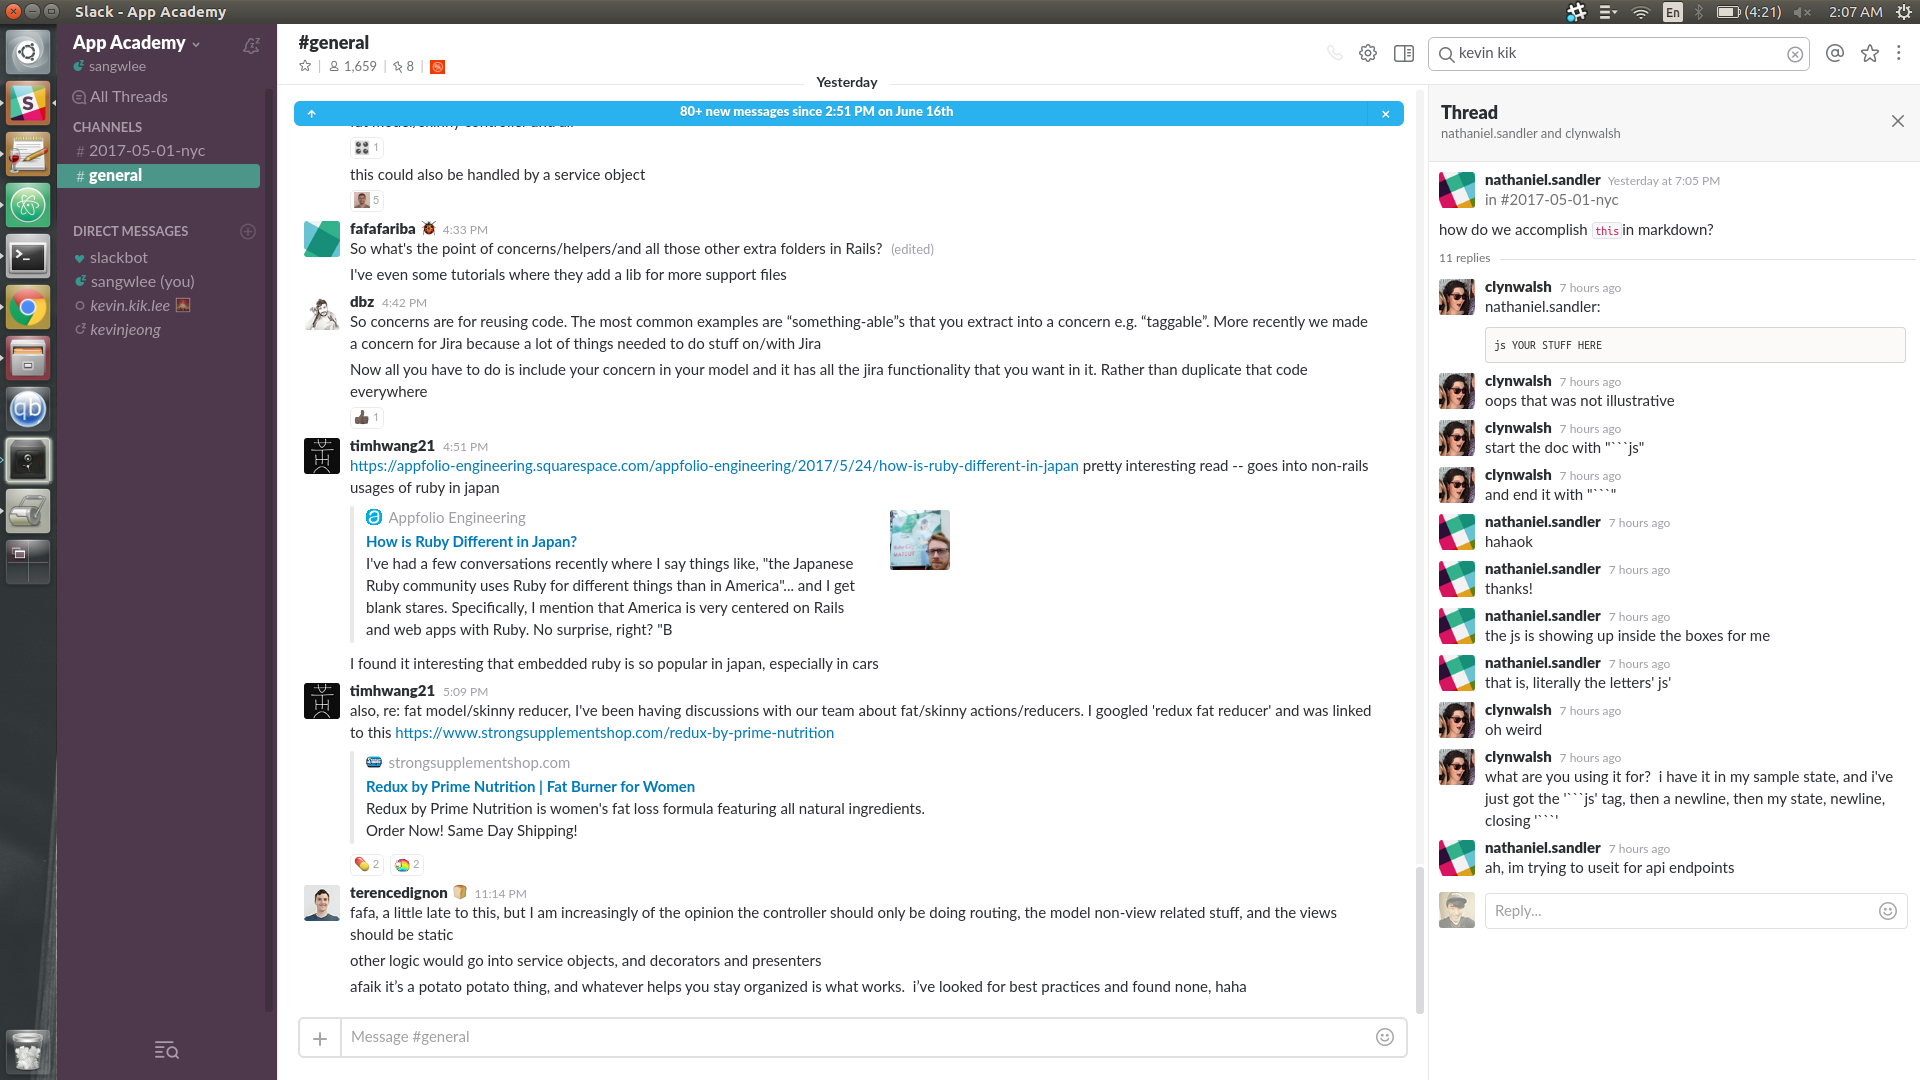 Slack - App Academy
En
(4:21)
2:07 AM
App Academy
sangwlee
All Threads
CHANNELS
# 2017-05-01-nyc
# general
DIRECT MESSAGES
slackbot
sangwlee (you)
kevin.kik.lee
kevinjeong
#general
1,659
8
kevin kik
Yesterday
80+ new messages since 2:51 PM on June 16th
1
this could also be handled by a service object
5
fafafariba 4:33 PM
So what's the point of concerns/helpers/and all those other extra folders in Rails? (edited)
I've even some tutorials where they add a lib for more support files
dbz 4:42 PM
So concerns are for reusing code. The most common examples are “something-able”s that you extract into a concern e.g. “taggable”. More recently we made
a concern for Jira because a lot of things needed to do stuff on/with Jira
Now all you have to do is include your concern in your model and it has all the jira functionality that you want in it. Rather than duplicate that code
everywhere
1
timhwang21 4:51 PM
https://appfolio-engineering.squarespace.com/appfolio-engineering/2017/5/24/how-is-ruby-different-in-japan pretty interesting read -- goes into non-rails
usages of ruby in japan
Appfolio Engineering
How is Ruby Different in Japan?
I've had a few conversations recently where I say things like, "the Japanese
Ruby community uses Ruby for different things than in America"... and I get
blank stares. Specifically, I mention that America is very centered on Rails
and web apps with Ruby. No surprise, right? "B
I found it interesting that embedded ruby is so popular in japan, especially in cars
timhwang21 5:09 PM
also, re: fat model/skinny reducer, I've been having discussions with our team about fat/skinny actions/reducers. I googled 'redux fat reducer' and was linked
to this https://www.strongsupplementshop.com/redux-by-prime-nutrition
strongsupplementshop.com
Redux by Prime Nutrition | Fat Burner for Women
Redux by Prime Nutrition is women's fat loss formula featuring all natural ingredients.
Order Now! Same Day Shipping!
2 2
terencedignon 11:14 PM
fafa, a little late to this, but I am increasingly of the opinion the controller should only be doing routing, the model non-view related stuff, and the views
should be static
other logic would go into service objects, and decorators and presenters
afaik it’s a potato potato thing, and whatever helps you stay organized is what works.  i’ve looked for best practices and found none, haha
Message #general
Thread
nathaniel.sandler and clynwalsh
nathaniel.sandler Yesterday at 7:05 PM
in #2017-05-01-nyc
how do we accomplish this in markdown?
11 replies
clynwalsh 7 hours ago
nathaniel.sandler:
js YOUR STUFF HERE
clynwalsh 7 hours ago
oops that was not illustrative
clynwalsh 7 hours ago
start the doc with "```js"
clynwalsh 7 hours ago
and end it with "```"
nathaniel.sandler 7 hours ago
hahaok
nathaniel.sandler 7 hours ago
thanks!
nathaniel.sandler 7 hours ago
the js is showing up inside the boxes for me
nathaniel.sandler 7 hours ago
that is, literally the letters' js'
clynwalsh 7 hours ago
oh weird
clynwalsh 7 hours ago
what are you using it for?  i have it in my sample state, and i've
just got the '```js' tag, then a newline, then my state, newline,
closing '```'
nathaniel.sandler 7 hours ago
ah, im trying to useit for api endpoints
Reply...